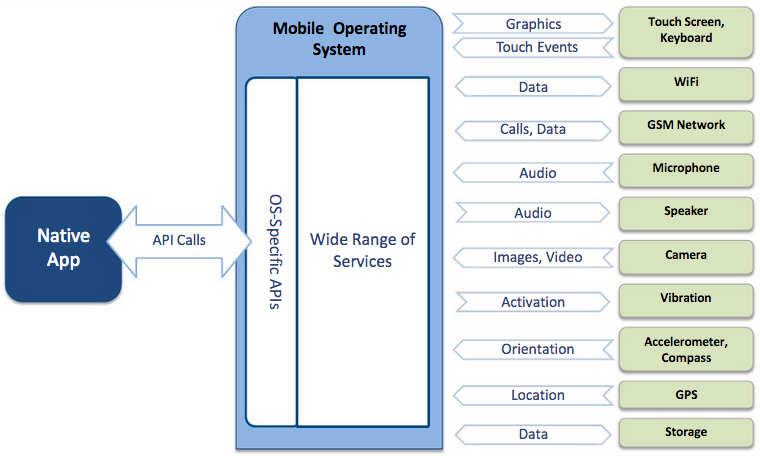 Mobile Operating
System
Native
App
API Calls
OS-Specific APIs
Wide Range of
Services
Graphics
Touch Events
Touch Screen,
Keyboard
Data
WiFi
Calls, Data
GSM Network
Audio
Microphone
Audio
Speaker
Images, Video
Camera
Activation
Vibration
Orientation
Accelerometer,
Compass
Location
GPS
Data
Storage